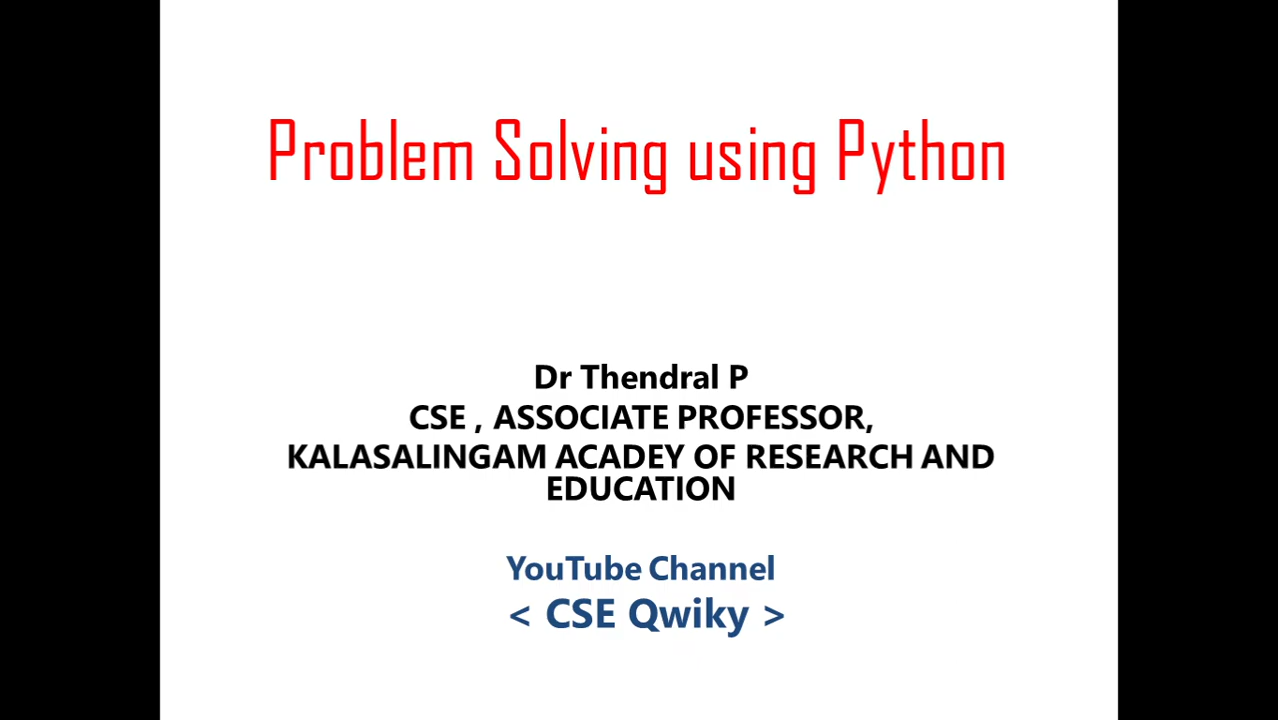 Problem Solving using Python
Dr Thendral P
CSE , ASSOCIATE PROFESSOR,
KALASALINGAM ACADEY OF RESEARCH AND
EDUCATION
YouTube Channel
< CSE Qwiky >